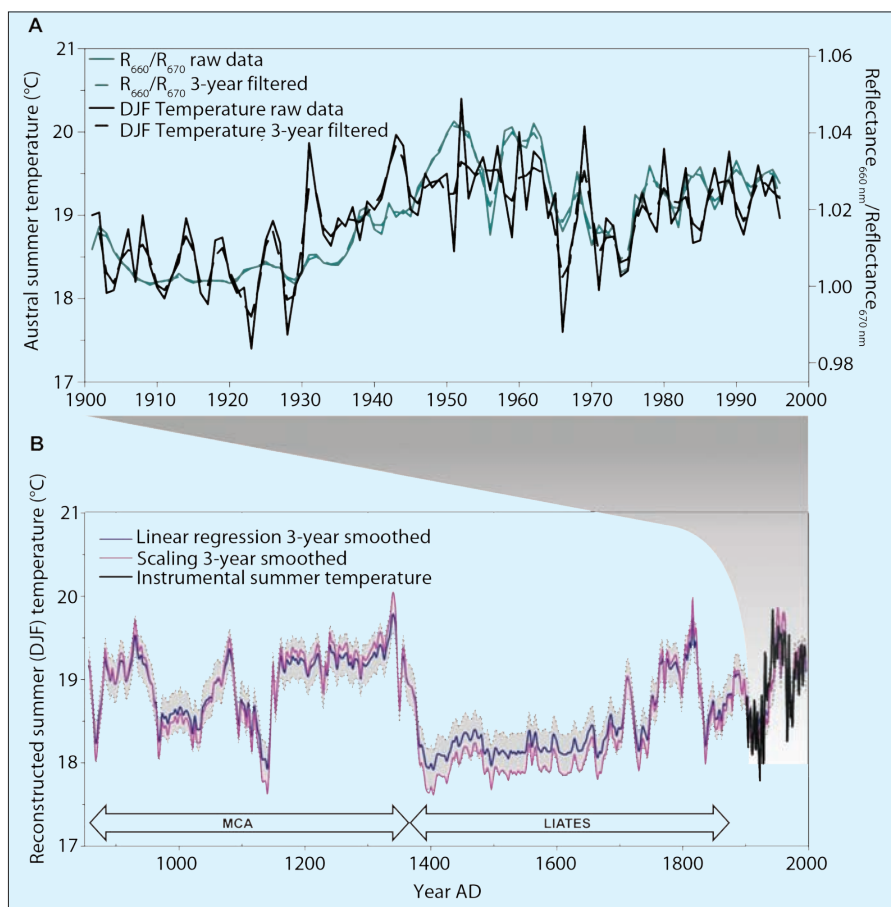 A
21
20
19
18
17
Austral summer temperature (°C)
R660/R670 raw data
R660/R670 3-year filtered
DJF Temperature raw data
DJF Temperature 3-year filtered
1.06
1.04
1.02
1.00
0.98
Reflectance660 nm/Reflectance670 nm
1900 1910 1920 1930 1940 1950 1960 1970 1980 1990 2000
B
21
20
19
18
17
Reconstructed summer (DJF) temperature (°C)
Linear regression 3-year smoothed
Scaling 3-year smoothed
Instrumental summer temperature
MCA LIATES
1000 1200 1400 1600 1800 2000
Year AD